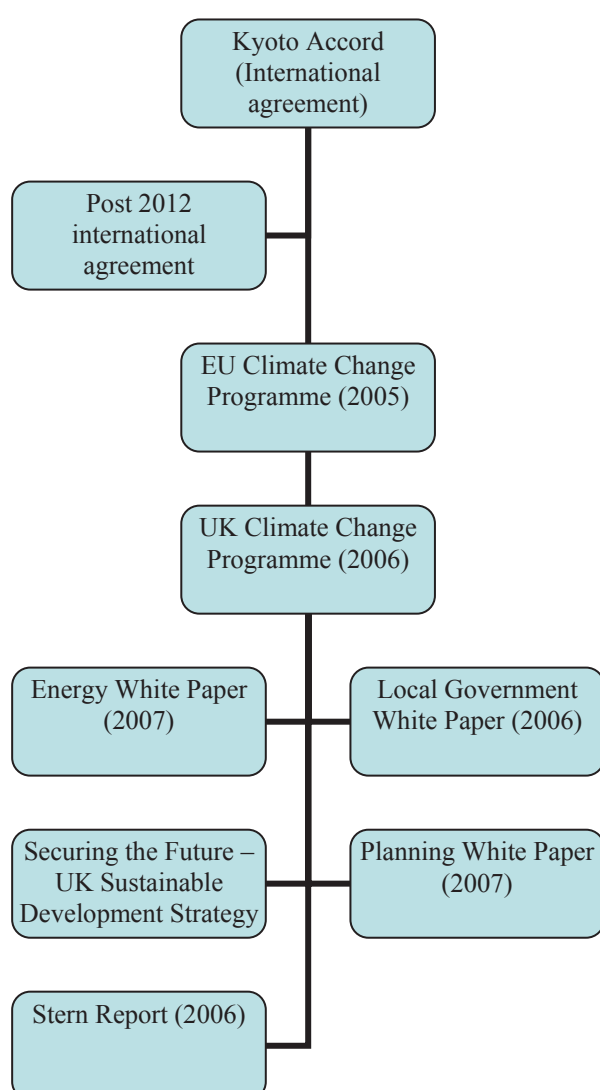 Kyoto Accord
(International
agreement)
Post 2012
international
agreement
EU Climate Change
Programme (2005)
UK Climate Change
Programme (2006)
Energy White Paper
(2007)
Local Government
White Paper (2006)
Securing the Future –
UK Sustainable
Development Strategy
Planning White Paper
(2007)
Stern Report (2006)